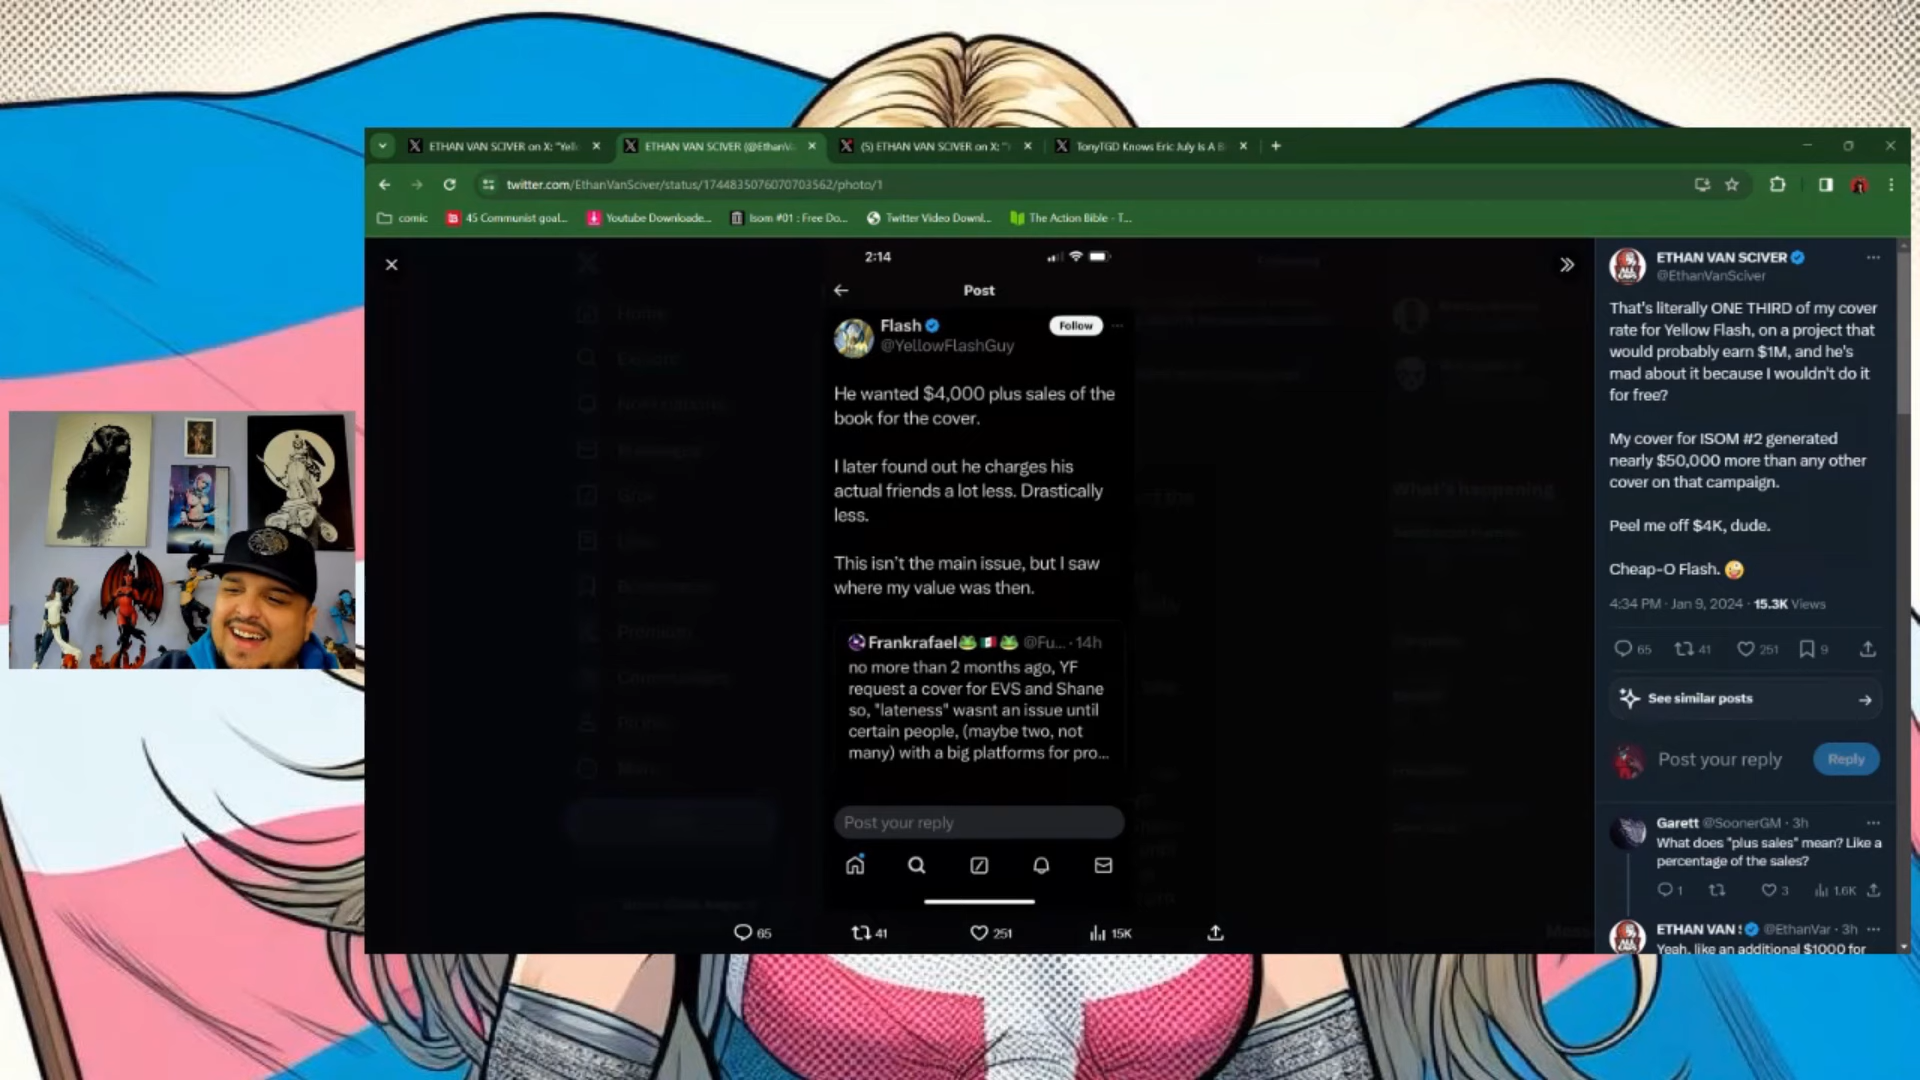 ETHAN VAN SCIVER on X: "Yell
ETHAN VAN SCIVER (@EthanV
(5) ETHAN VAN SCIVER on X: "
TonyTGD Knows Eric July Is A B
twitter.com/EthanVanSciver/status/1744835076070703562/photo/1
comic
45 Communist goal...
Youtube Downloade...
Isom #01 : Free Do...
Twitter Video Downl...
The Action Bible - T...
2:14
Post
Flash
Follow
@YellowFlashGuy
He wanted $4,000 plus sales of the
book for the cover.
I later found out he charges his
actual friends a lot less. Drastically
less.
This isn't the main issue, but I saw
where my value was then.
Frankrafael🐸🇲🇽🐸 @Fu... · 14h
no more than 2 months ago, YF
request a cover for EVS and Shane
so, "lateness" wasnt an issue until
certain people, (maybe two, not
many) with a big platforms for pro...
Post your reply
65
41
251
15K
ETHAN VAN SCIVER
@EthanVanSciver
That's literally ONE THIRD of my cover
rate for Yellow Flash, on a project that
would probably earn $1M, and he's
mad about it because I wouldn't do it
for free?
My cover for ISOM #2 generated
nearly $50,000 more than any other
cover on that campaign.
Peel me off $4K, dude.
Cheap-O Flash. 🤪
4:34 PM · Jan 9, 2024 · 15.3K Views
65
41
251
9
See similar posts
Post your reply
Reply
Garett @SoonerGM · 3h
What does "plus sales" mean? Like a
percentage of the sales?
1
3
1.6K
ETHAN VAN S @EthanVar · 3h
Yeah, like an additional $1000 for
Home
Explore
Notifications
Messages
Grok
Lists
Premium
What's happening